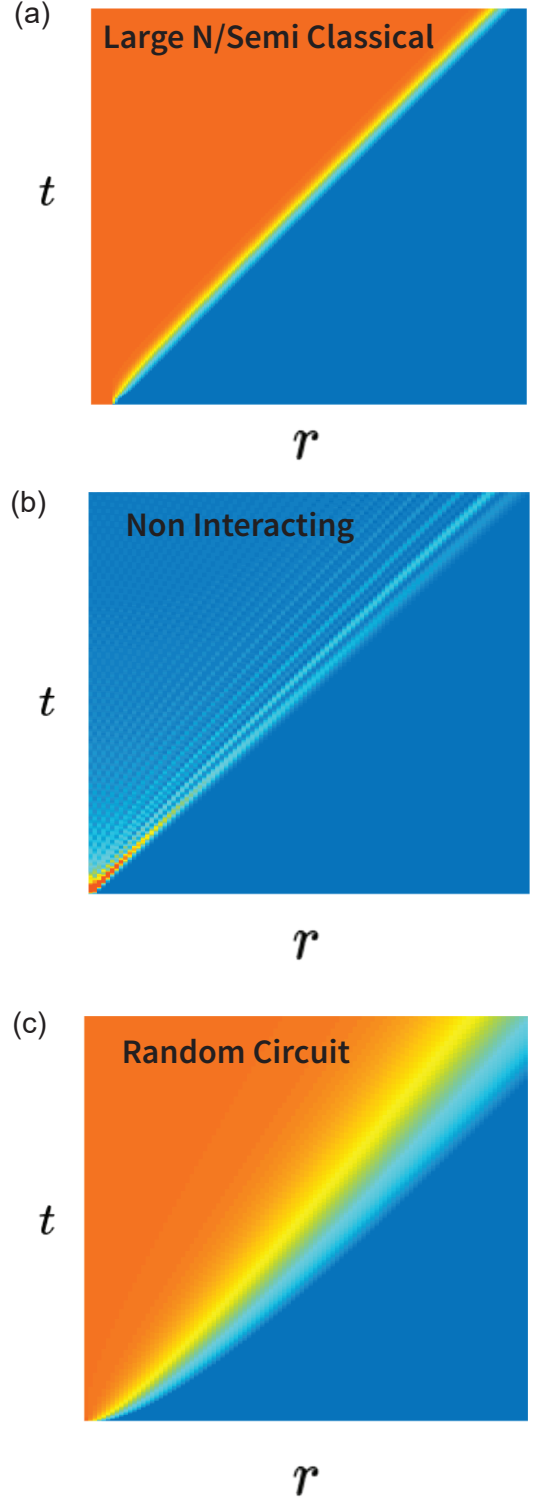 (a)
Large N/Semi Classical
t
r
(b)
Non Interacting
t
r
(c)
Random Circuit
t
r